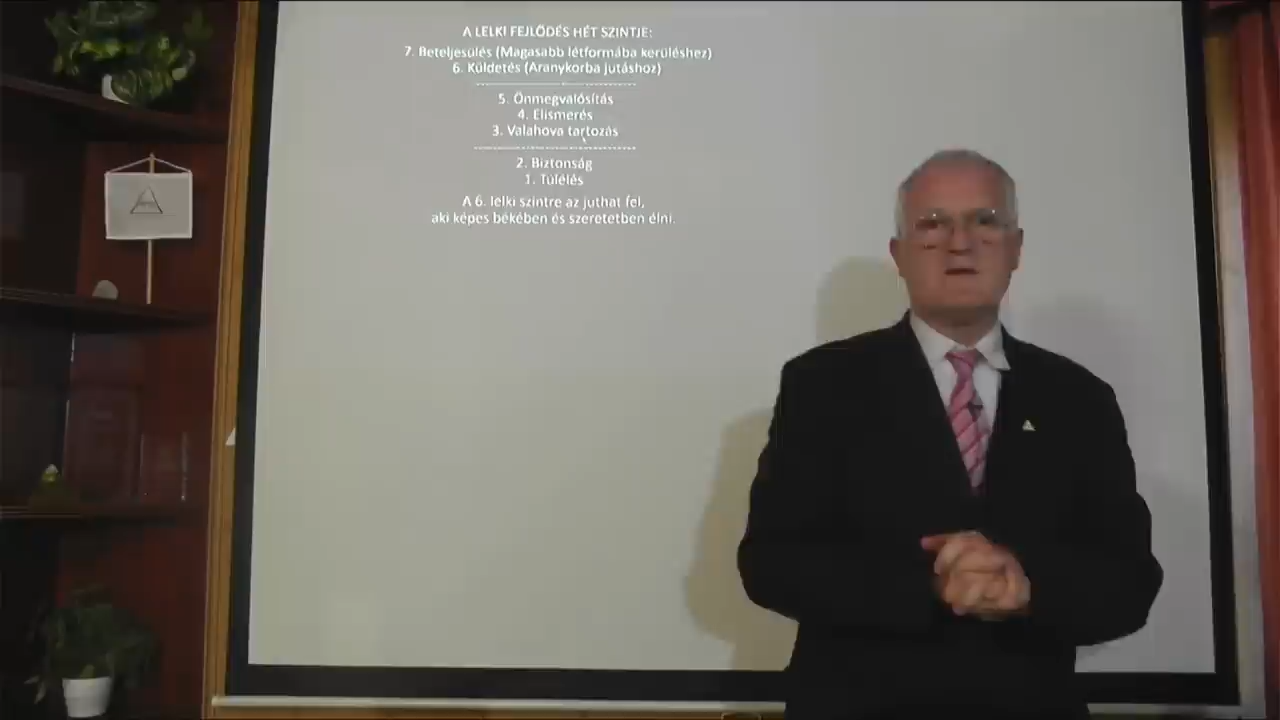 A LELKI FEJLŐDÉS HÉT SZINTJE:
7. Beteljesülés (Magasabb létformába kerüléshez)
6. Küldetés (Aranykorba jutáshoz)
-----------------------------
5. Önmegvalósítás
4. Elismerés
3. Valahova tartozás
-----------------------------
2. Biztonság
1. Túlélés
A 6. lelki szintre az juthat fel,
aki képes békében és szeretetben élni.